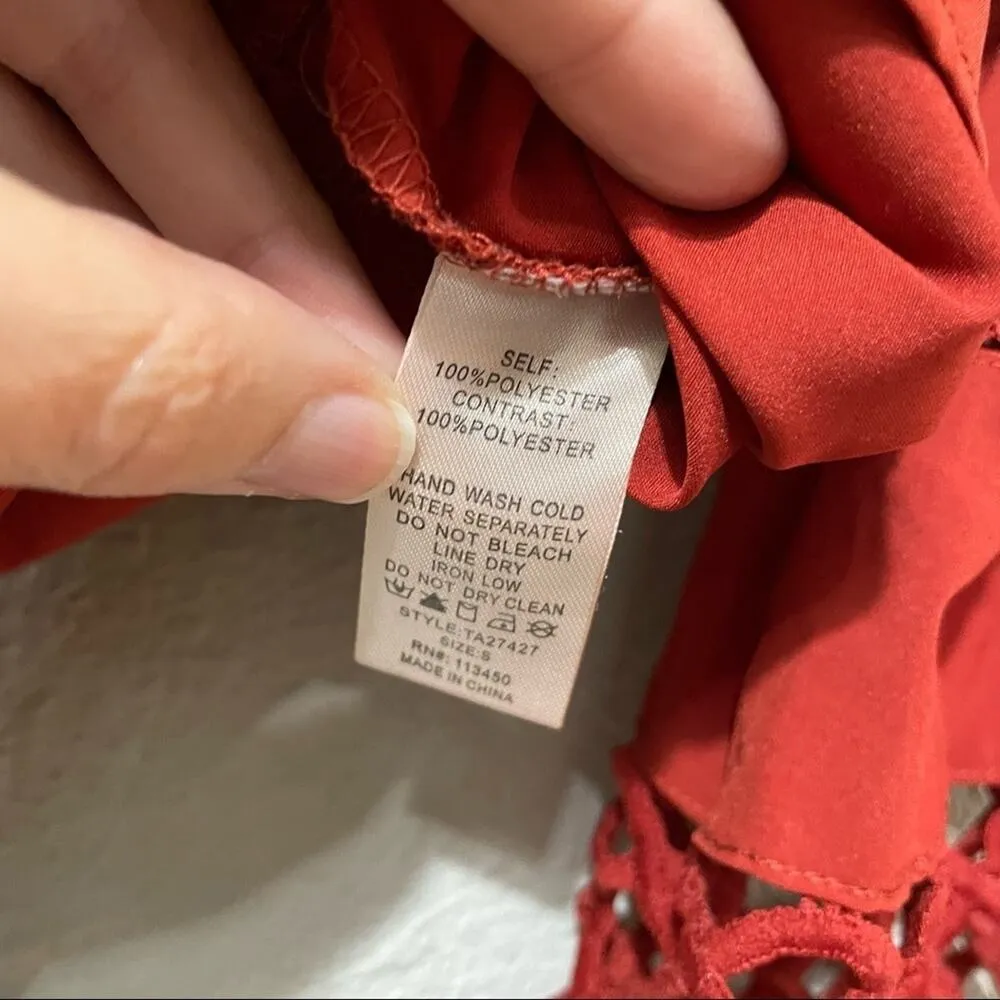 SELF:
100%POLYESTER
CONTRAST:
100%POLYESTER
HAND WASH COLD
WATER SEPARATELY
DO NOT BLEACH
LINE DRY
IRON LOW
DO NOT DRY CLEAN
STYLE:TA27427
SIZE:S
RN#: 113450
MADE IN CHINA